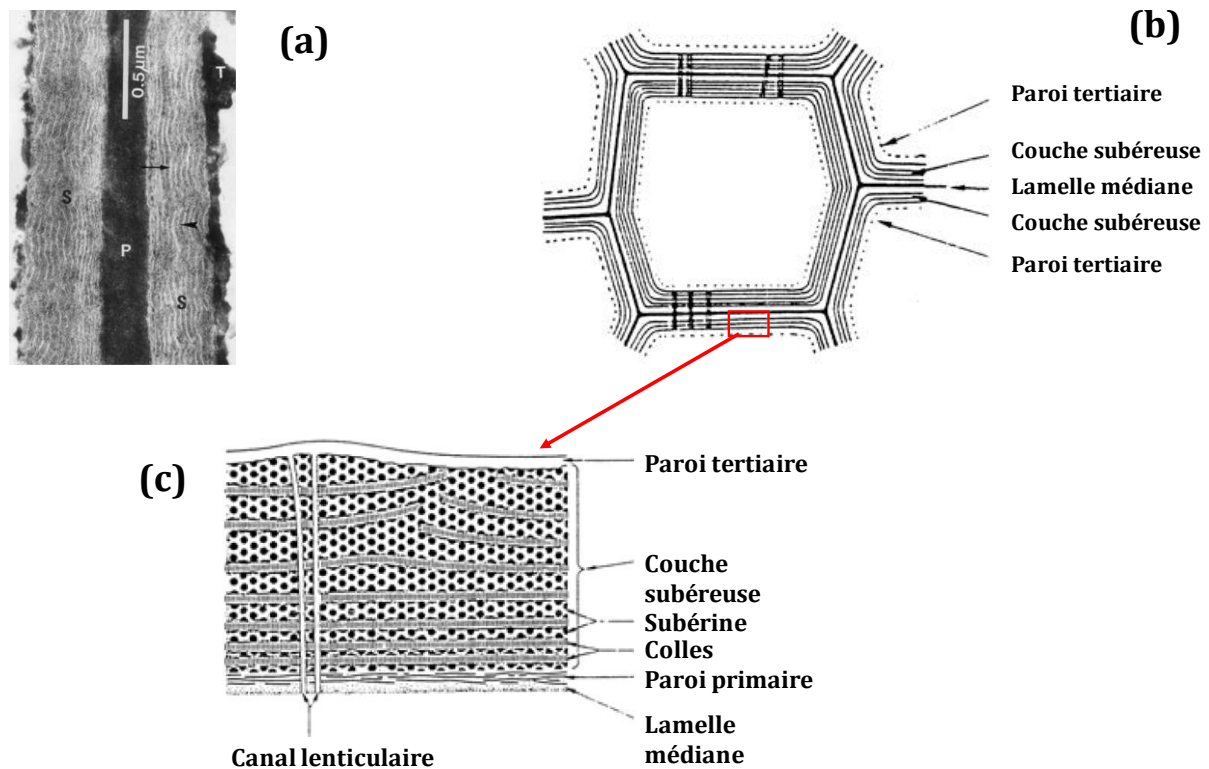 (a)
0.5μm
T
S
P
S
(b)
Paroi tertiaire
Couche subéreuse
Lamelle médiane
Couche subéreuse
Paroi tertiaire
(c)
Paroi tertiaire
Couche
subéreuse
Subérine
Colles
Paroi primaire
Lamelle
médiane
Canal lenticulaire